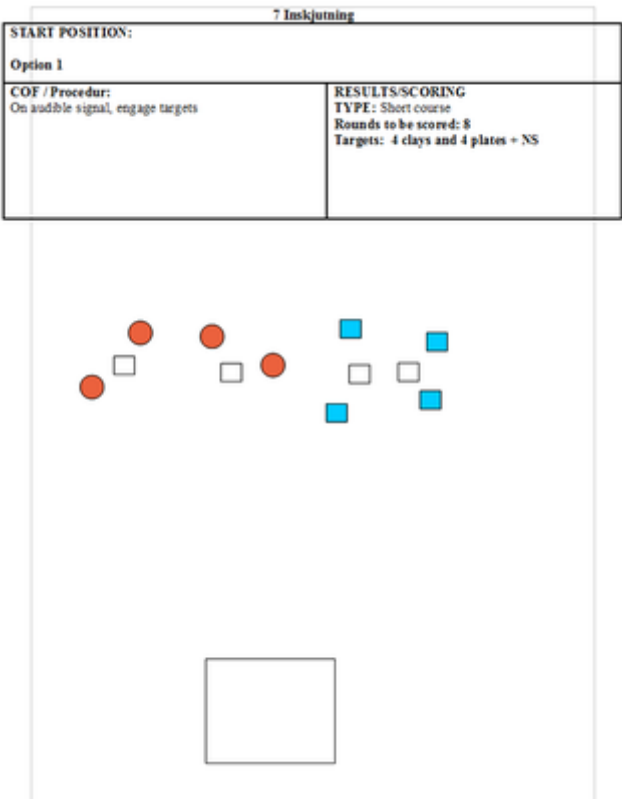 7 Inskjutning
START POSITION:
Option 1
COF / Procedur:
On audible signal, engage targets
RESULTS/SCORING
TYPE: Short course
Rounds to be scored: 8
Targets: 4 clays and 4 plates + NS